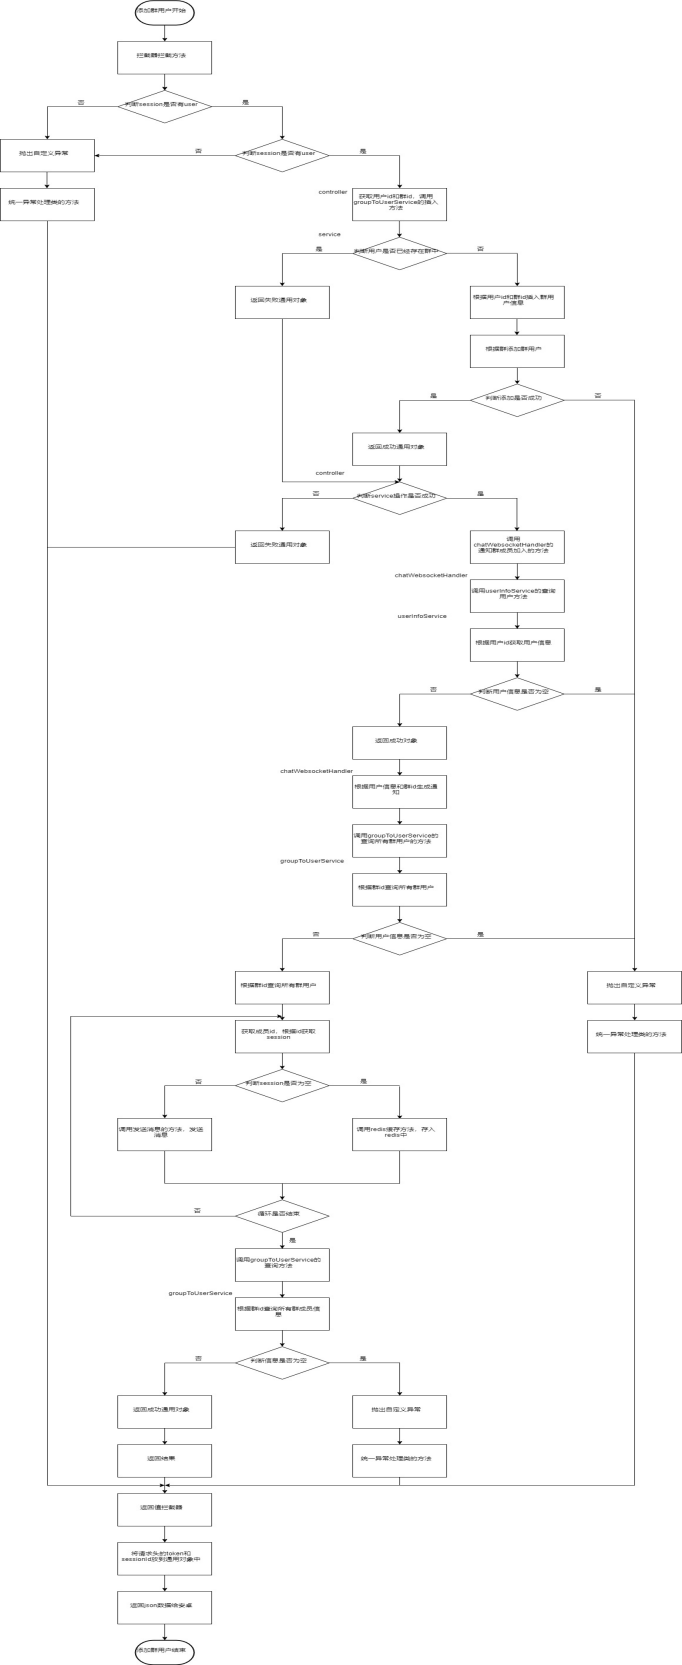 添加群用户开始
拦截器拦截方法
判断session是否有user
否
是
判断session是否有user
否
是
抛出自定义异常
统一异常处理类的方法
controller
获取用户id和群id，调用
groupToUserService的插入
方法
service
判断用户是否已经存在群中
是
否
返回失败通用对象
根据用户id和群id插入群用
户信息
根据群添加群用户
判断添加是否成功
是
否
返回成功通用对象
controller
判断service操作是否成功
否
是
返回失败通用对象
调用
chatWebsocketHandler的
通知群成员加入的方法
chatWebsocketHandler
调用userInfoService的查询
用户方法
userInfoService
根据用户id获取用户信息
判断用户信息是否为空
否
是
返回成功对象
chatWebsocketHandler
根据用户信息和群id生成通
知
调用groupToUserService的
查询所有群用户的方法
groupToUserService
根据群id查询所有群用户
判断用户信息是否为空
否
是
根据群id查询所有群用户
抛出自定义异常
获取成员id，根据id获取
session
统一异常处理类的方法
判断session是否为空
否
是
调用发送消息的方法，发送
消息
调用redis缓存方法，存入
redis中
循环是否结束
否
是
调用groupToUserService的
查询方法
groupToUserService
根据群id查询所有群成员信
息
判断信息是否为空
否
是
返回成功通用对象
抛出自定义异常
返回结果
统一异常处理类的方法
返回值拦截器
将请求头的token和
sessionId放到通用对象中
返回json数据给安卓
添加群用户结束